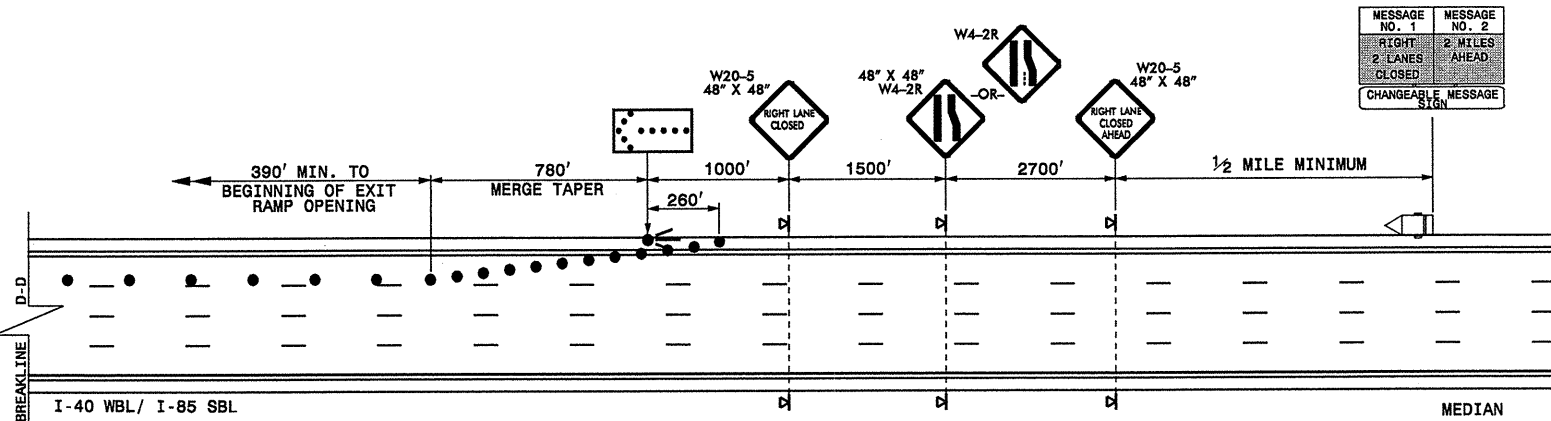 MESSAGE NO. 1
MESSAGE NO. 2
RIGHT 2 LANES CLOSED
2 MILES AHEAD
CHANGEABLE MESSAGE SIGN
W4-2R
W20-5
48" X 48"
48" X 48"
W4-2R
-OR-
W20-5
48" X 48"
RIGHT LANE
CLOSED
RIGHT LANE
CLOSED
AHEAD
390' MIN. TO
BEGINNING OF EXIT
RAMP OPENING
780'
MERGE TAPER
1000'
1500'
2700'
1/2 MILE MINIMUM
260'
D-D
BREAKLINE
I-40 WBL/ I-85 SBL
MEDIAN